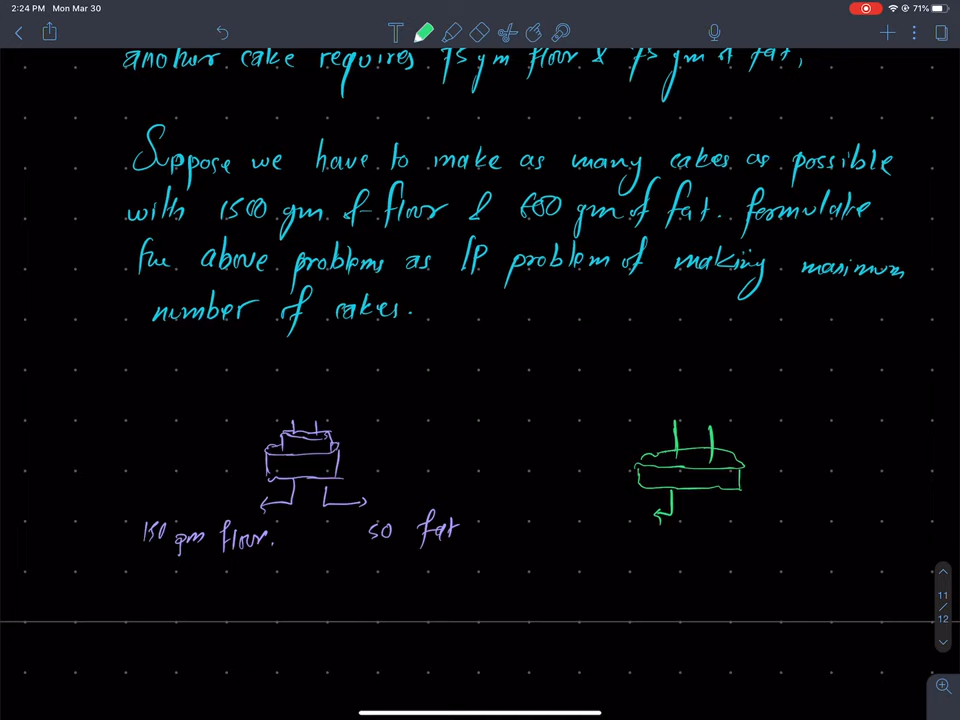 2:24 PM Mon Mar 30
71%
T
another cake requires 75 gm flour & 75 gm of fat,
Suppose we have to make as many cakes as possible
with 1500 gm of floor & 600 gm of fat. formulate
the above problems as LP problem of making maximum
number of cakes.
150 gm flour.
50 fat
11
/
12